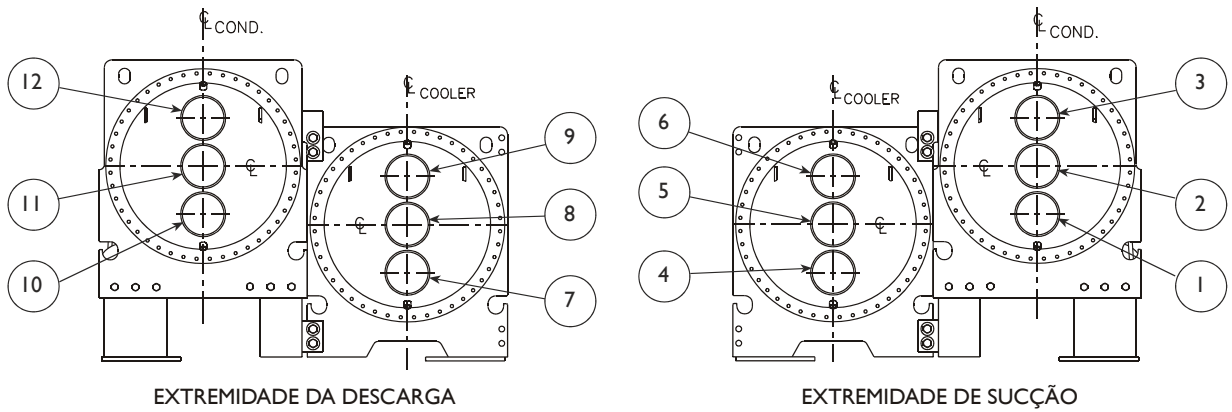 ℄ COND.
℄ COND.
12
℄ COOLER
℄ COOLER
3
9
6
℄
℄
11
8
5
2
℄
℄
10
7
4
1
EXTREMIDADE DA DESCARGA
EXTREMIDADE DE SUCÇÃO